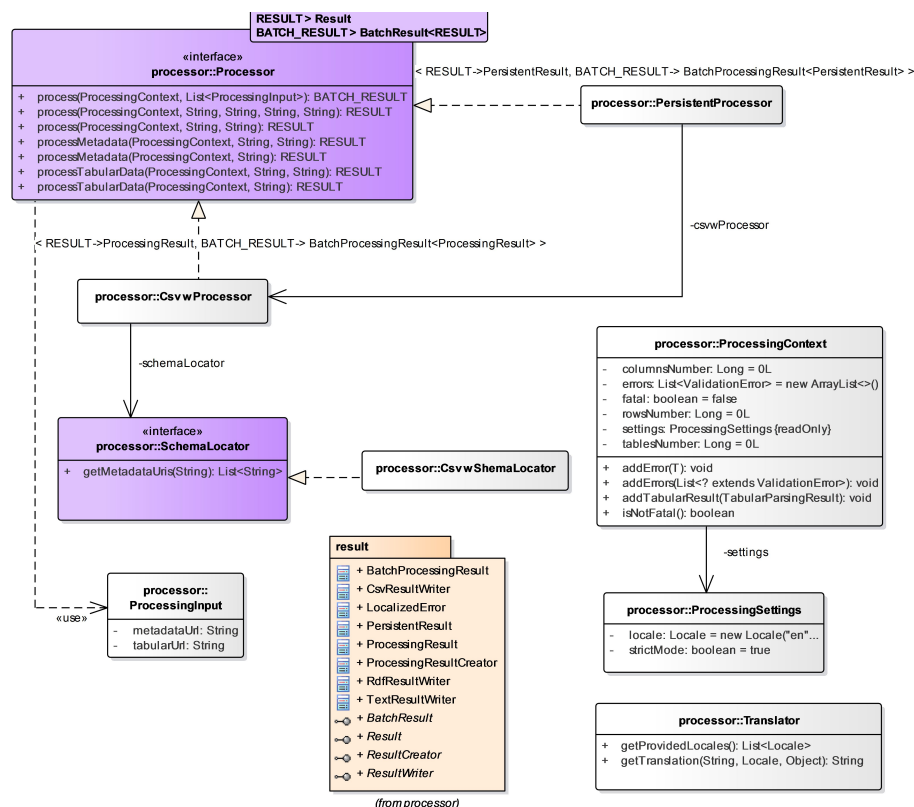 RESULT > Result
BATCH_RESULT > BatchResult<RESULT>
«interface»
processor::Processor
+ process(ProcessingContext, List<ProcessingInput>): BATCH_RESULT
+ process(ProcessingContext, String, String, String, String): RESULT
+ process(ProcessingContext, String, String): RESULT
+ processMetadata(ProcessingContext, String, String): RESULT
+ processMetadata(ProcessingContext, String): RESULT
+ processTabularData(ProcessingContext, String, String): RESULT
+ processTabularData(ProcessingContext, String): RESULT
< RESULT->PersistentResult, BATCH_RESULT-> BatchProcessingResult<PersistentResult> >
processor::PersistentProcessor
-csvwProcessor
< RESULT->ProcessingResult, BATCH_RESULT-> BatchProcessingResult<ProcessingResult> >
processor::CsvwProcessor
-schemaLocator
«interface»
processor::SchemaLocator
+ getMetadataUris(String): List<String>
processor::CsvwShemaLocator
processor::ProcessingContext
- columnsNumber: Long = 0L
- errors: List<ValidationError> = new ArrayList<>()
- fatal: boolean = false
- rowsNumber: Long = 0L
- settings: ProcessingSettings {readOnly}
- tablesNumber: Long = 0L
+ addError(T): void
+ addErrors(List<? extends ValidationError>): void
+ addTabularResult(TabularParsingResult): void
+ isNotFatal(): boolean
-settings
processor::ProcessingSettings
- locale: Locale = new Locale("en"...
- strictMode: boolean = true
processor::Translator
+ getProvidedLocales(): List<Locale>
+ getTranslation(String, Locale, Object): String
«use»
processor::
ProcessingInput
- metadataUrl: String
- tabularUrl: String
result
+ BatchProcessingResult
+ CsvResultWriter
+ LocalizedError
+ PersistentResult
+ ProcessingResult
+ ProcessingResultCreator
+ RdfResultWriter
+ TextResultWriter
+ BatchResult
+ Result
+ ResultCreator
+ ResultWriter
(from processor)